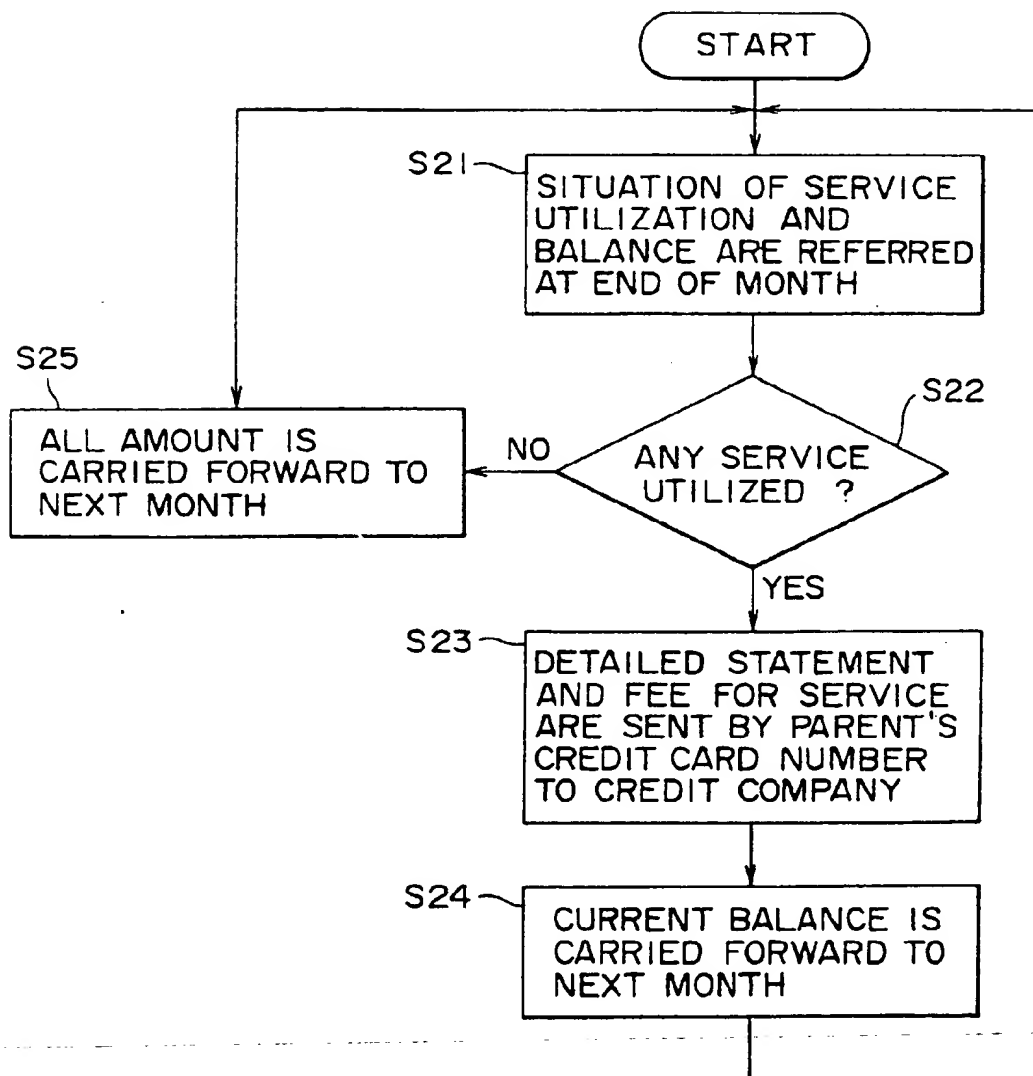 START
S21
SITUATION OF SERVICE
UTILIZATION AND
BALANCE ARE REFERRED
AT END OF MONTH
S22
ANY SERVICE
UTILIZED ?
NO
YES
S25
ALL AMOUNT IS
CARRIED FORWARD TO
NEXT MONTH
S23
DETAILED STATEMENT
AND FEE FOR SERVICE
ARE SENT BY PARENT'S
CREDIT CARD NUMBER
TO CREDIT COMPANY
S24
CURRENT BALANCE IS
CARRIED FORWARD TO
NEXT MONTH